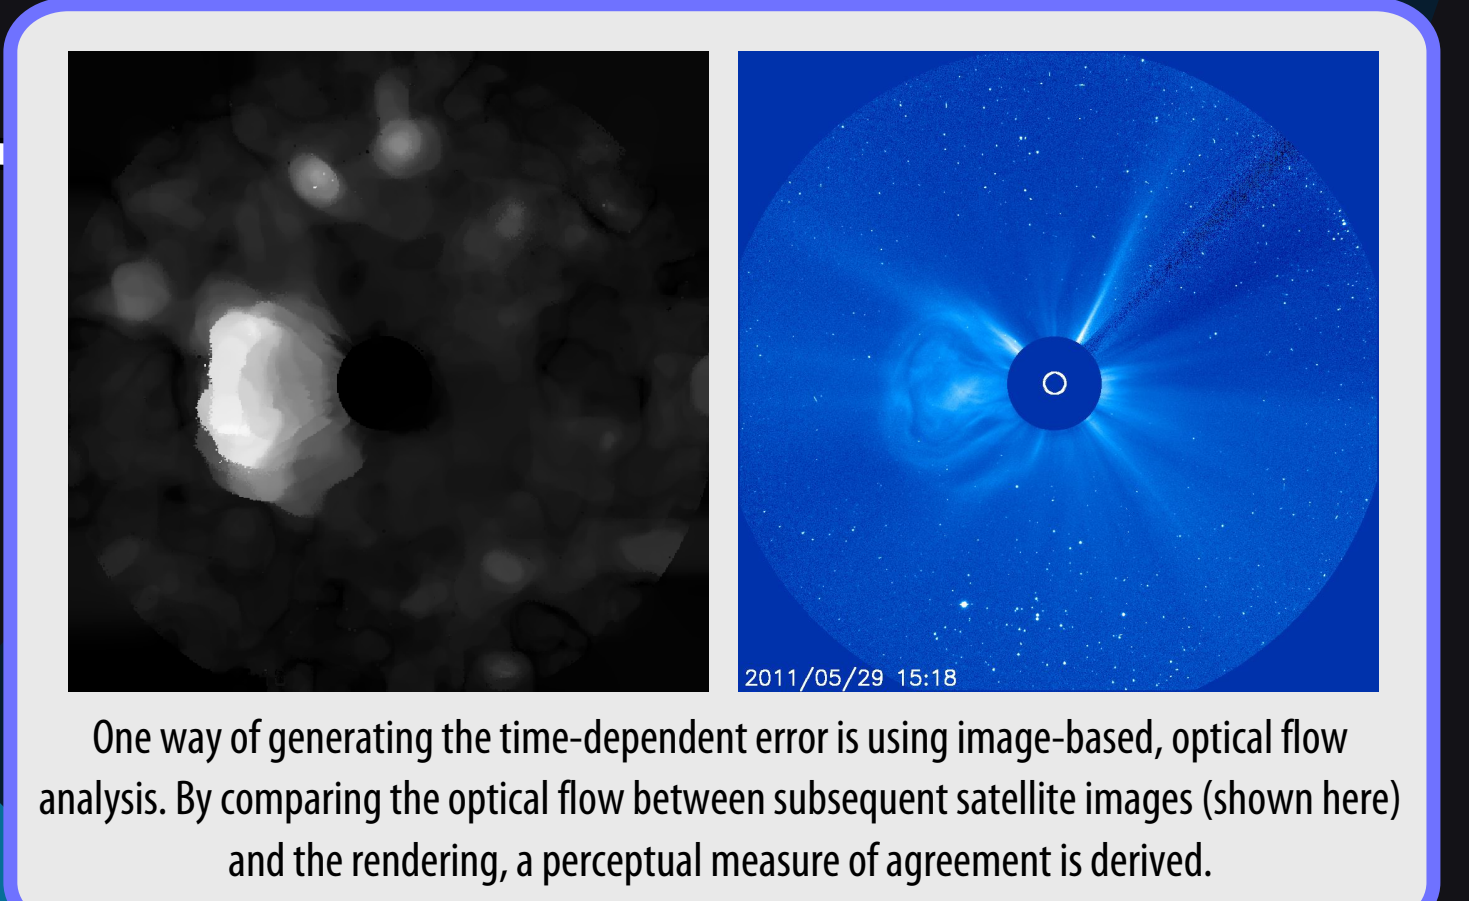 2011/05/29 15:18
One way of generating the time-dependent error is using image-based, optical flow
analysis. By comparing the optical flow between subsequent satellite images (shown here)
and the rendering, a perceptual measure of agreement is derived.